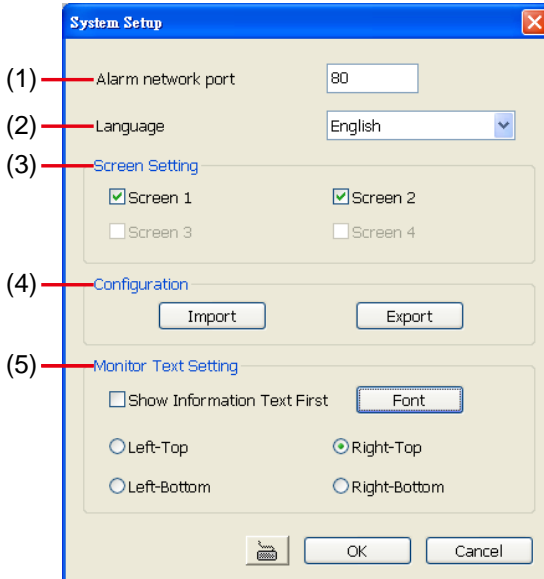 System Setup
(1) Alarm network port 80
(2) Language English
(3) Screen Setting
Screen 1 Screen 2
Screen 3 Screen 4
(4) Configuration
Import Export
(5) Monitor Text Setting
Show Information Text First Font
Left-Top Right-Top
Left-Bottom Right-Bottom
OK Cancel